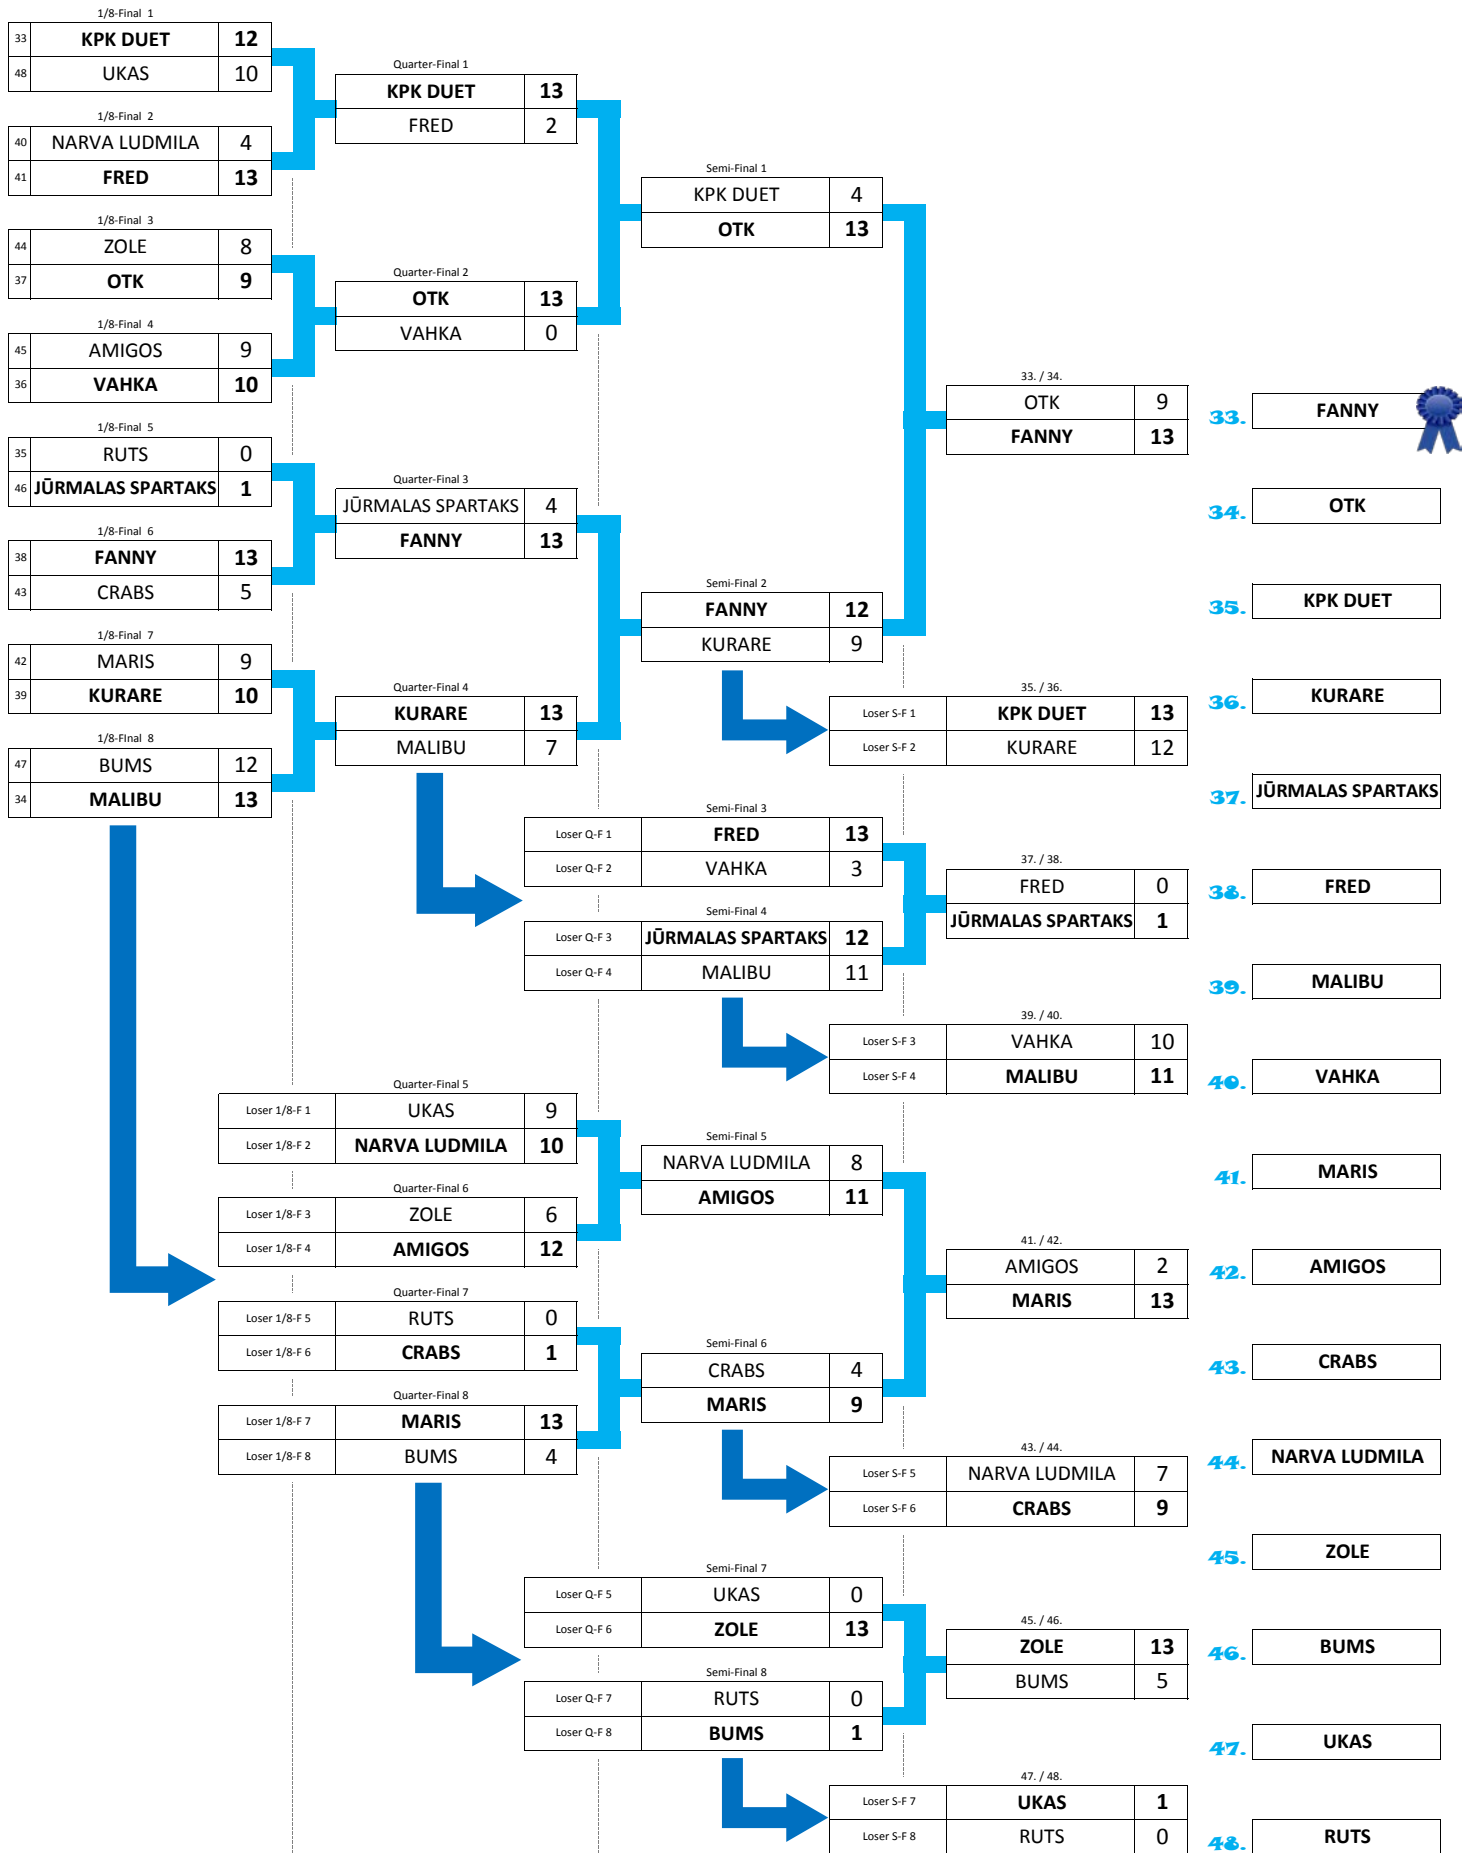 1/8-Final 1
33 KPK DUET 12
48 UKAS 10
1/8-Final 2
40 NARVA LUDMILA 4
41 FRED 13
1/8-Final 3
44 ZOLE 8
37 OTK 9
1/8-Final 4
45 AMIGOS 9
36 VAHKA 10
1/8-Final 5
35 RUTS 0
46 JŪRMALAS SPARTAKS 1
1/8-Final 6
38 FANNY 13
43 CRABS 5
1/8-Final 7
42 MARIS 9
39 KURARE 10
1/8-FInal 8
47 BUMS 12
34 MALIBU 13
Quarter-Final 1
KPK DUET 13
FRED 2
Quarter-Final 2
OTK 13
VAHKA 0
Quarter-Final 3
JŪRMALAS SPARTAKS 4
FANNY 13
Quarter-Final 4
KURARE 13
MALIBU 7
Quarter-Final 5
Loser 1/8-F 1 UKAS 9
Loser 1/8-F 2 NARVA LUDMILA 10
Quarter-Final 6
Loser 1/8-F 3 ZOLE 6
Loser 1/8-F 4 AMIGOS 12
Quarter-Final 7
Loser 1/8-F 5 RUTS 0
Loser 1/8-F 6 CRABS 1
Quarter-Final 8
Loser 1/8-F 7 MARIS 13
Loser 1/8-F 8 BUMS 4
Semi-Final 1
KPK DUET 4
OTK 13
Semi-Final 2
FANNY 12
KURARE 9
Semi-Final 3
Loser Q-F 1 FRED 13
Loser Q-F 2 VAHKA 3
Semi-Final 4
Loser Q-F 3 JŪRMALAS SPARTAKS 12
Loser Q-F 4 MALIBU 11
Semi-Final 5
NARVA LUDMILA 8
AMIGOS 11
Semi-Final 6
CRABS 4
MARIS 9
Semi-Final 7
Loser Q-F 5 UKAS 0
Loser Q-F 6 ZOLE 13
Semi-Final 8
Loser Q-F 7 RUTS 0
Loser Q-F 8 BUMS 1
33. / 34.
OTK 9
FANNY 13
35. / 36.
Loser S-F 1 KPK DUET 13
Loser S-F 2 KURARE 12
37. / 38.
FRED 0
JŪRMALAS SPARTAKS 1
39. / 40.
Loser S-F 3 VAHKA 10
Loser S-F 4 MALIBU 11
41. / 42.
AMIGOS 2
MARIS 13
43. / 44.
Loser S-F 5 NARVA LUDMILA 7
Loser S-F 6 CRABS 9
45. / 46.
ZOLE 13
BUMS 5
47. / 48.
Loser S-F 7 UKAS 1
Loser S-F 8 RUTS 0
33. FANNY
34. OTK
35. KPK DUET
36. KURARE
37. JŪRMALAS SPARTAKS
38. FRED
39. MALIBU
40. VAHKA
41. MARIS
42. AMIGOS
43. CRABS
44. NARVA LUDMILA
45. ZOLE
46. BUMS
47. UKAS
48. RUTS